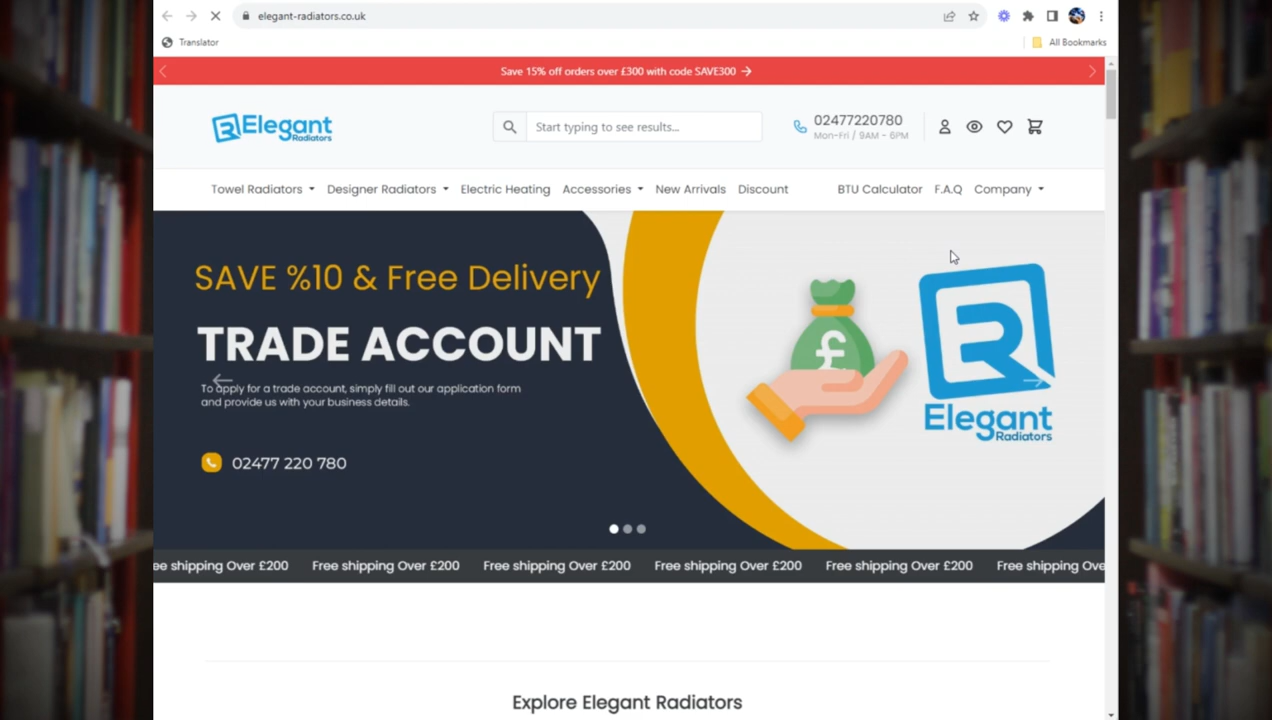 elegant-radiators.co.uk
Translator
All Bookmarks
Save 15% off orders over £300 with code SAVE300
Elegant
Radiators
Start typing to see results...
02477220780
Mon-Fri / 9AM - 6PM
Towel Radiators Designer Radiators Electric Heating Accessories New Arrivals Discount BTU Calculator F.A.Q Company
SAVE %10 & Free Delivery
TRADE ACCOUNT
To apply for a trade account, simply fill out our application form
and provide us with your business details.
02477 220 780
£
Elegant
Radiators
ee shipping Over £200 Free shipping Over £200 Free shipping Over £200 Free shipping Over £200 Free shipping Over £200 Free shipping Ove
Explore Elegant Radiators